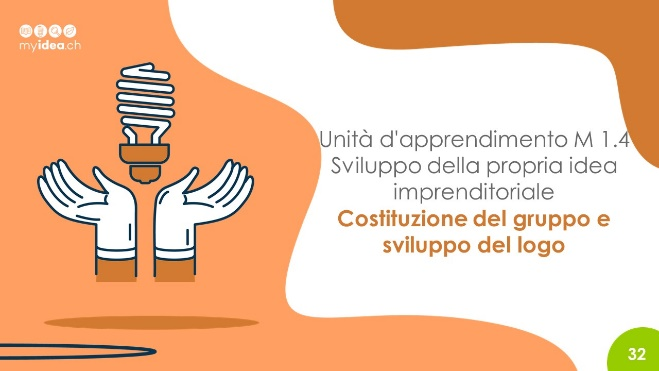 myidea.ch
Unità d'apprendimento M 1.4
Sviluppo della propria idea
imprenditoriale
Costituzione del gruppo e
sviluppo del logo
32